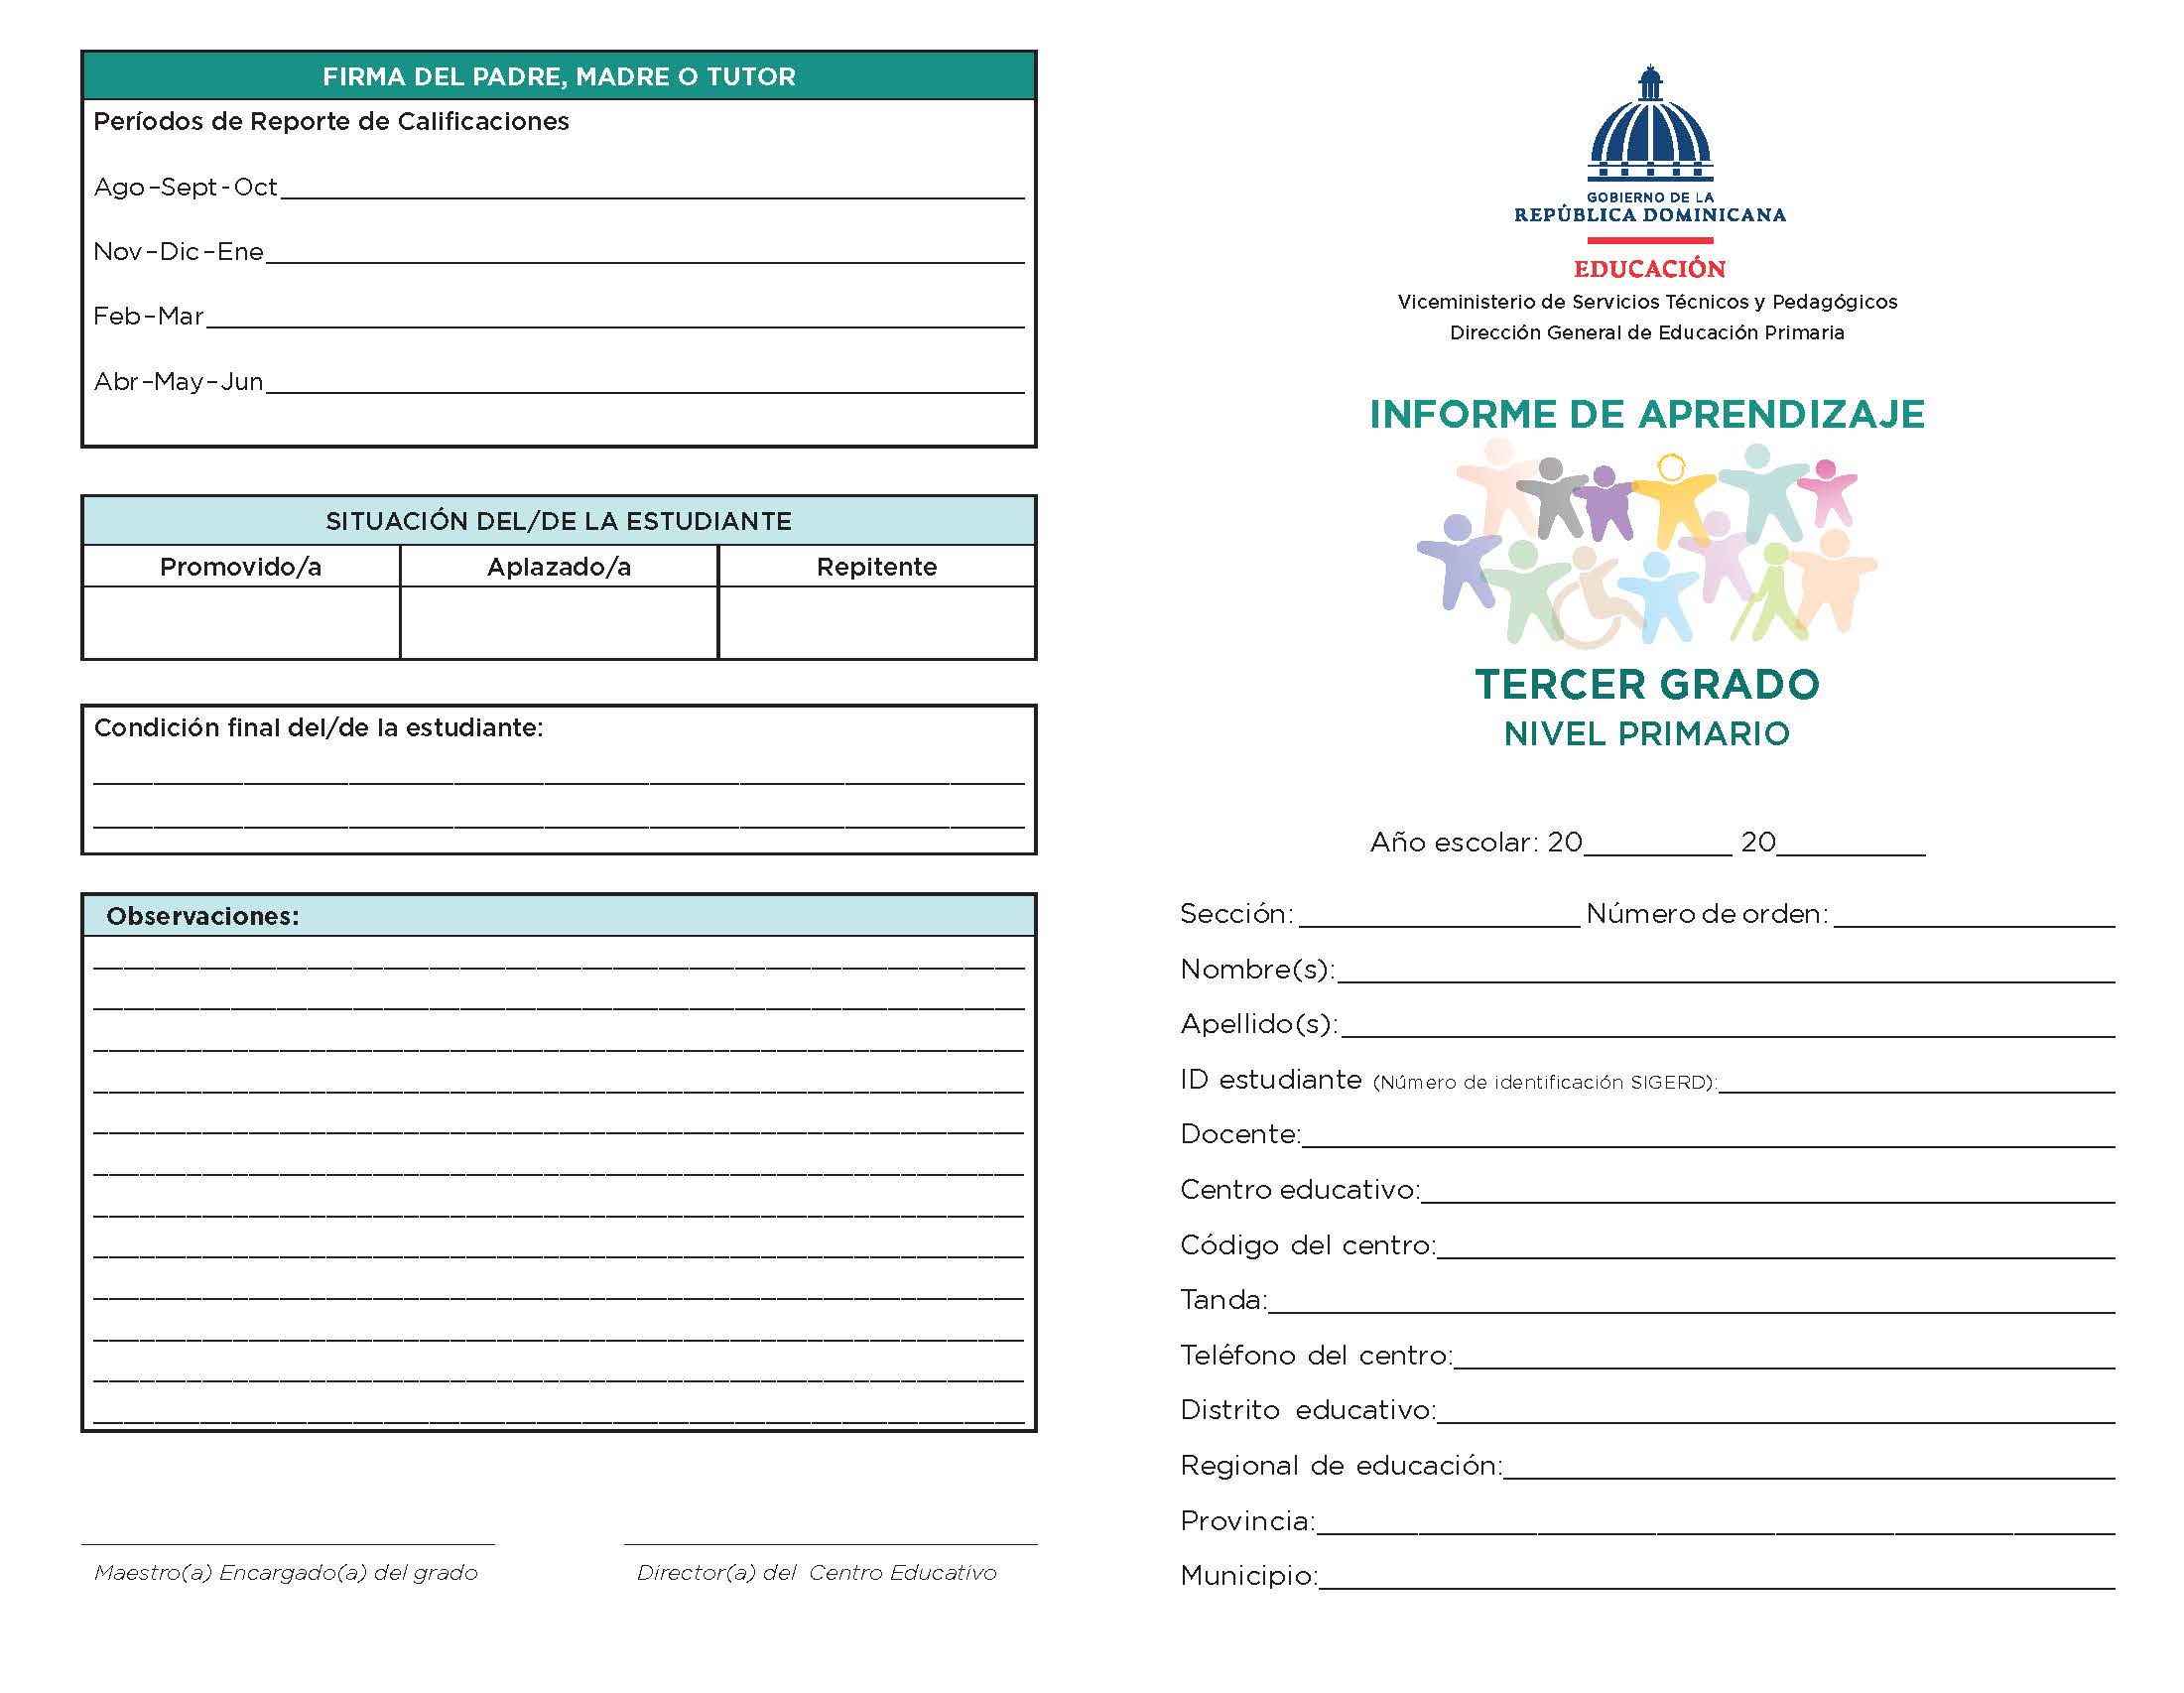 FIRMA DEL PADRE, MADRE O TUTOR
Períodos de Reporte de Calificaciones
Ago–Sept-Oct
Nov–Dic–Ene
Feb–Mar
Abr–May–Jun
SITUACIÓN DEL/DE LA ESTUDIANTE
Promovido/a Aplazado/a Repitente
Condición final del/de la estudiante:
Observaciones:
Maestro(a) Encargado(a) del grado
Director(a) del Centro Educativo
GOBIERNO DE LA
REPÚBLICA DOMINICANA
EDUCACIÓN
Viceministerio de Servicios Técnicos y Pedagógicos
Dirección General de Educación Primaria
INFORME DE APRENDIZAJE
TERCER GRADO
NIVEL PRIMARIO
Año escolar: 20__________ 20__________
Sección: Número de orden:
Nombre(s):
Apellido(s):
ID estudiante (Número de identificación SIGERD):
Docente:
Centro educativo:
Código del centro:
Tanda:
Teléfono del centro:
Distrito educativo:
Regional de educación:
Provincia:
Municipio: